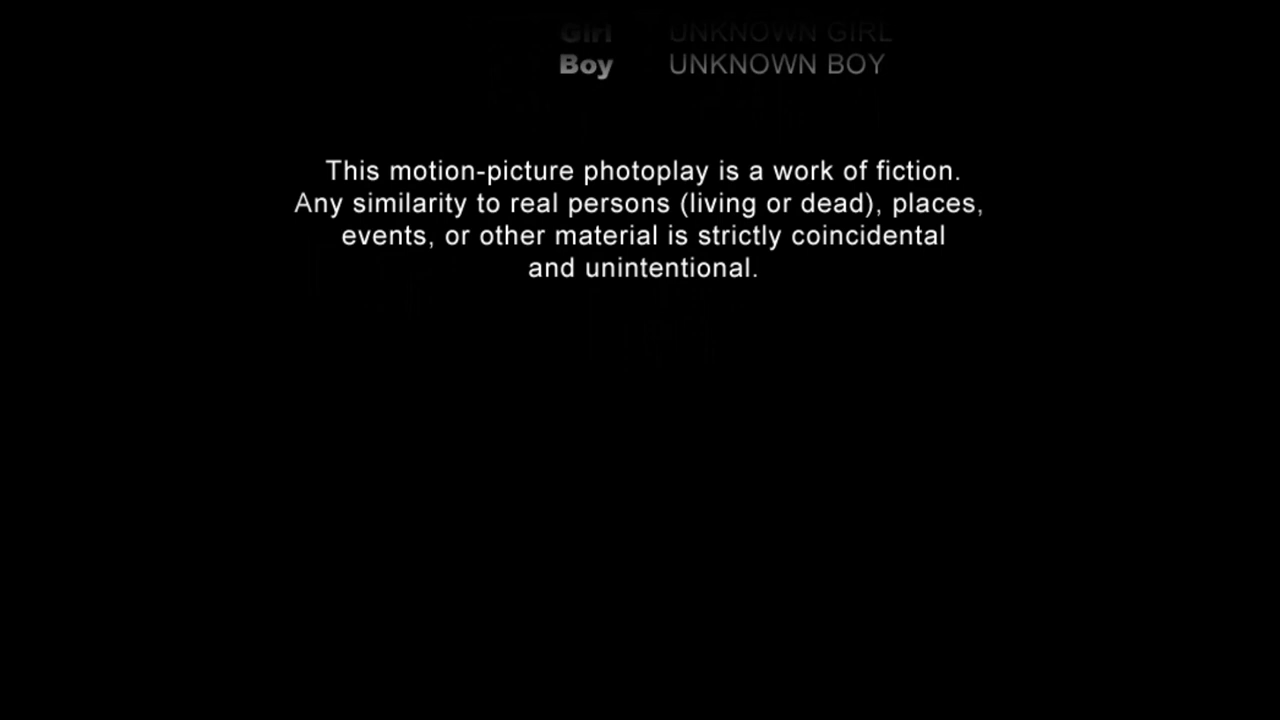 Girl UNKNOWN GIRL
Boy UNKNOWN BOY
This motion-picture photoplay is a work of fiction.
Any similarity to real persons (living or dead), places,
events, or other material is strictly coincidental
and unintentional.